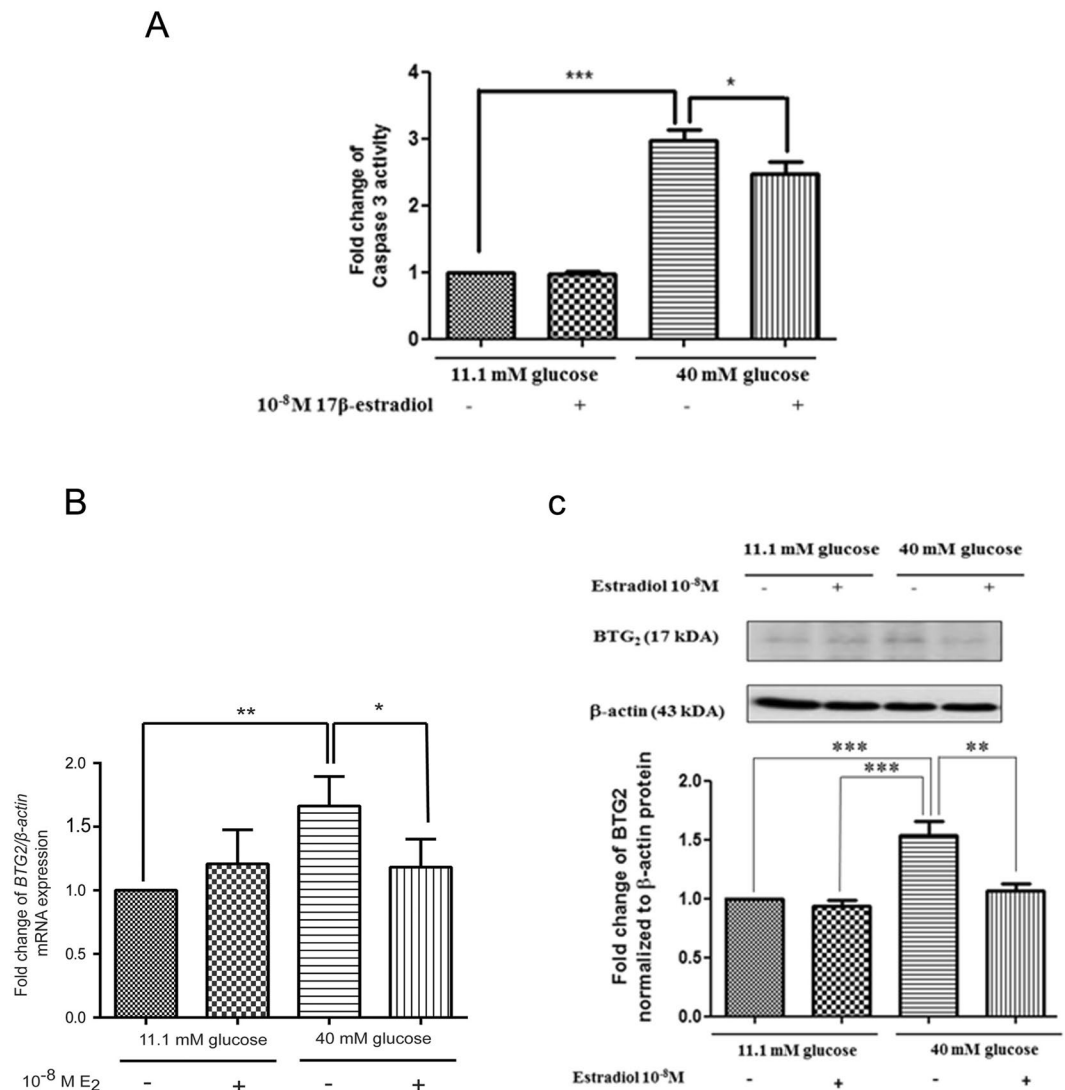 A
Fold change of
Caspase 3 activity
4
3
2
1
0
***
*
11.1 mM glucose 40 mM glucose
10⁻⁸M 17β-estradiol - + - +
B
Fold change of BTG2/β-actin
mRNA expression
2.0
1.5
1.0
0.5
0.0
**
*
11.1 mM glucose 40 mM glucose
10⁻⁸ M E₂ - + - +
c
11.1 mM glucose 40 mM glucose
Estradiol 10⁻⁸M - + - +
BTG₂ (17 kDA)
β-actin (43 kDA)
Fold change of BTG2
normalized to β-actin protein
2.0
1.5
1.0
0.5
0.0
***
***
**
11.1 mM glucose 40 mM glucose
Estradiol 10⁻⁸M - + - +